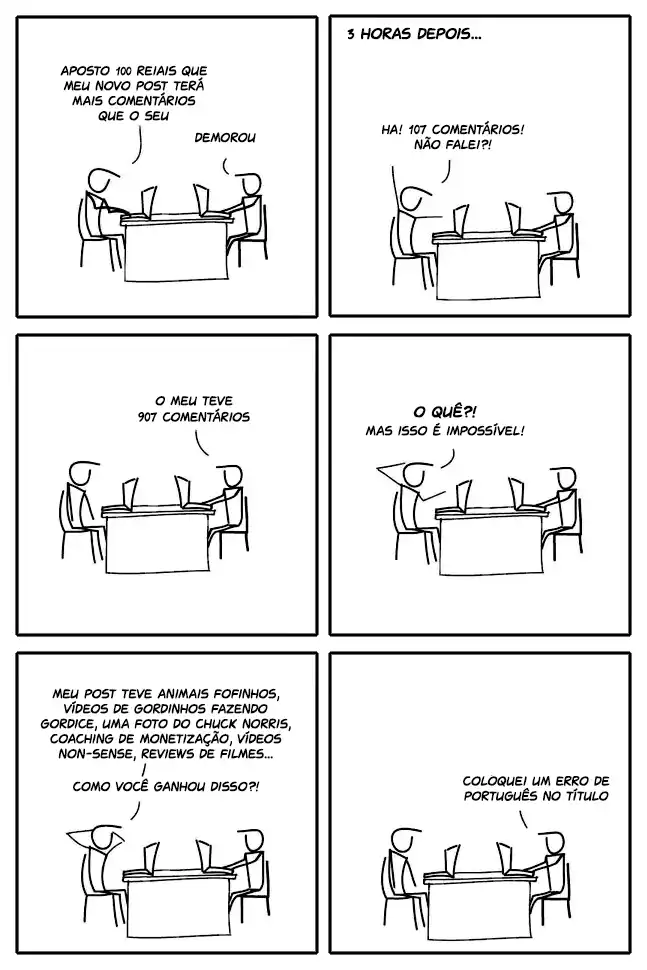 APOSTO 100 REIAIS QUE
MEU NOVO POST TERÁ
MAIS COMENTÁRIOS
QUE O SEU
DEMOROU
3 HORAS DEPOIS...
HA! 107 COMENTÁRIOS!
NÃO FALEI?!
O MEU TEVE
907 COMENTÁRIOS
O QUÊ?!
MAS ISSO É IMPOSSÍVEL!
MEU POST TEVE ANIMAIS FOFINHOS,
VÍDEOS DE GORDINHOS FAZENDO
GORDICE, UMA FOTO DO CHUCK NORRIS,
COACHING DE MONETIZAÇÃO, VÍDEOS
NON-SENSE, REVIEWS DE FILMES...
COMO VOCÊ GANHOU DISSO?!
COLOQUEI UM ERRO DE
PORTUGUÊS NO TÍTULO